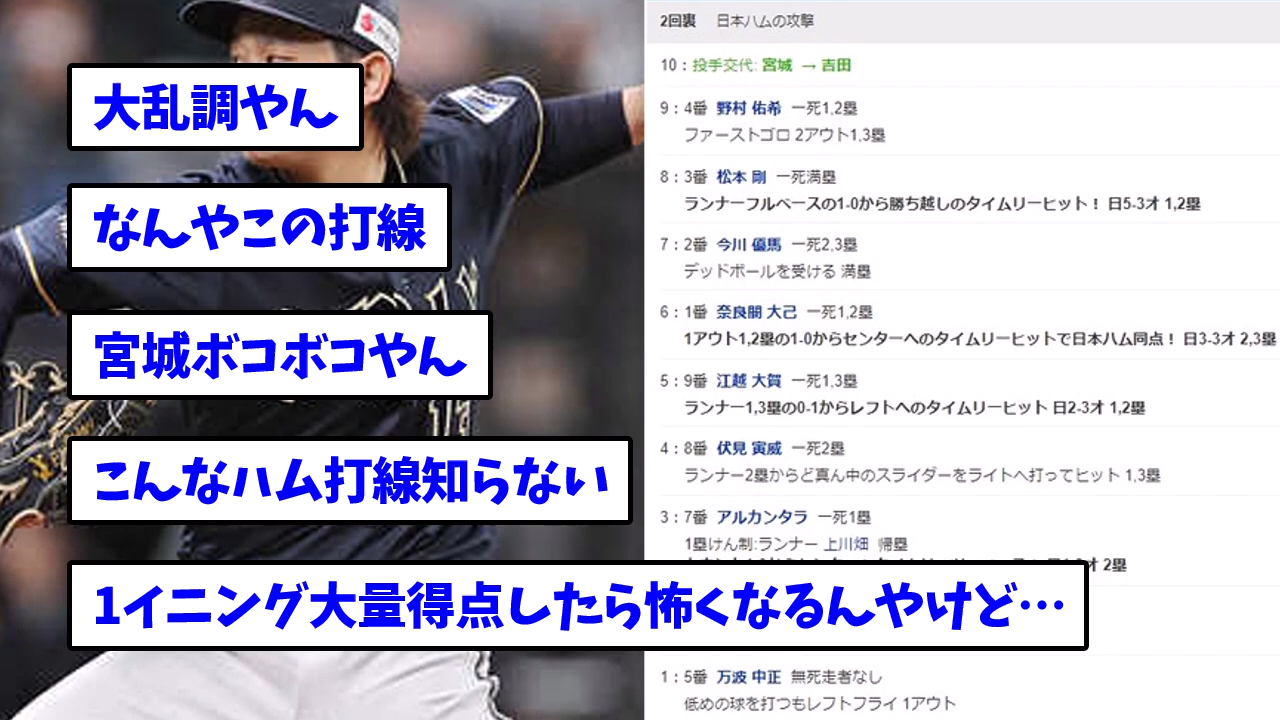 大乱調やん
なんやこの打線
宮城ボコボコやん
こんなハム打線知らない
1イニング大量得点したら怖くなるんやけど…
2回裏 日本ハムの攻撃
10：投手交代: 宮城 → 吉田
9：4番 野村 佑希 一死1,2塁
ファーストゴロ 2アウト1,3塁
8：3番 松本 剛 一死満塁
ランナーフルベースの1-0から勝ち越しのタイムリーヒット！ 日5-3オ 1,2塁
7：2番 今川 優馬 一死2,3塁
デッドボールを受ける 満塁
6：1番 奈良間 大己 一死1,2塁
1アウト1,2塁の1-0からセンターへのタイムリーヒットで日本ハム同点！ 日3-3オ 2,3塁
5：9番 江越 大賀 一死1,3塁
ランナー1,3塁の0-1からレフトへのタイムリーヒット 日2-3オ 1,2塁
4：8番 伏見 寅威 一死2塁
ランナー2塁からど真ん中のスライダーをライトへ打ってヒット 1,3塁
3：7番 アルカンタラ 一死1塁
1塁けん制:ランナー 上川畑 帰塁
オ 2塁
1：5番 万波 中正 無死走者なし
低めの球を打つもレフトフライ 1アウト